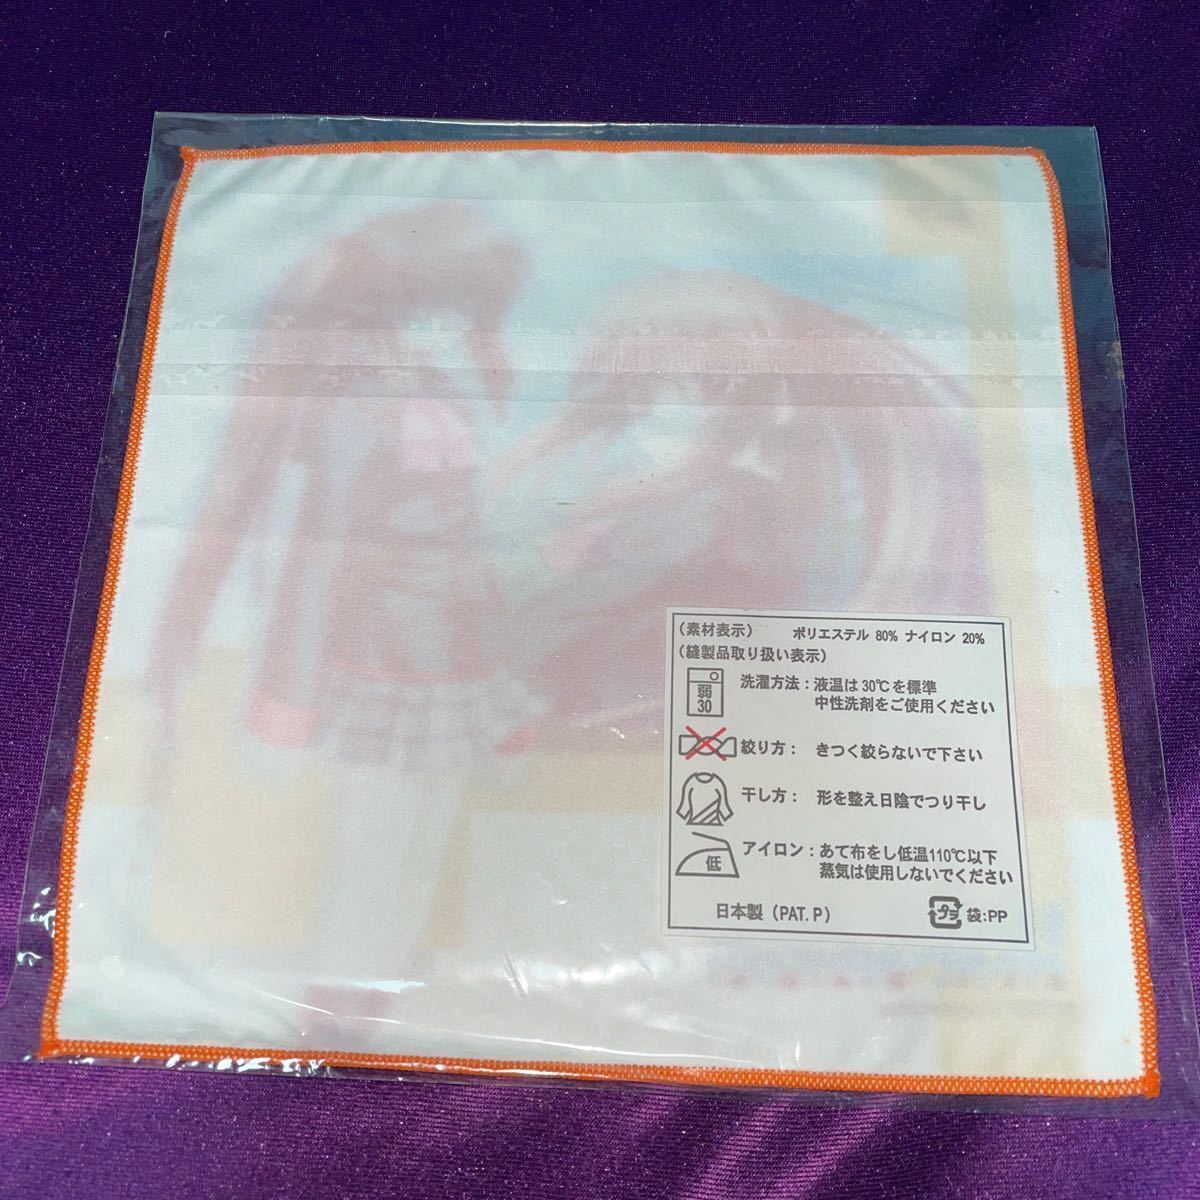 (素材表示) ポリエステル 80% ナイロン 20%
(縫製品取り扱い表示)
弱
30
洗濯方法:液温は30℃を標準
中性洗剤をご使用ください
絞り方: きつく絞らないで下さい
干し方: 形を整え日陰でつり干し
低
アイロン:あて布をし低温110℃以下
蒸気は使用しないでください
日本製 (PAT. P)
プラ 袋:PP